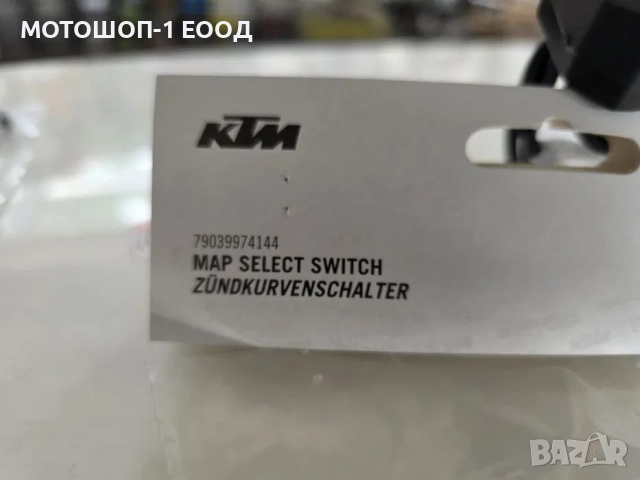 МОТОШОП-1 ЕООД
KTM
79039974144
MAP SELECT SWITCH
ZÜNDKURVENSCHALTER
BAZAR